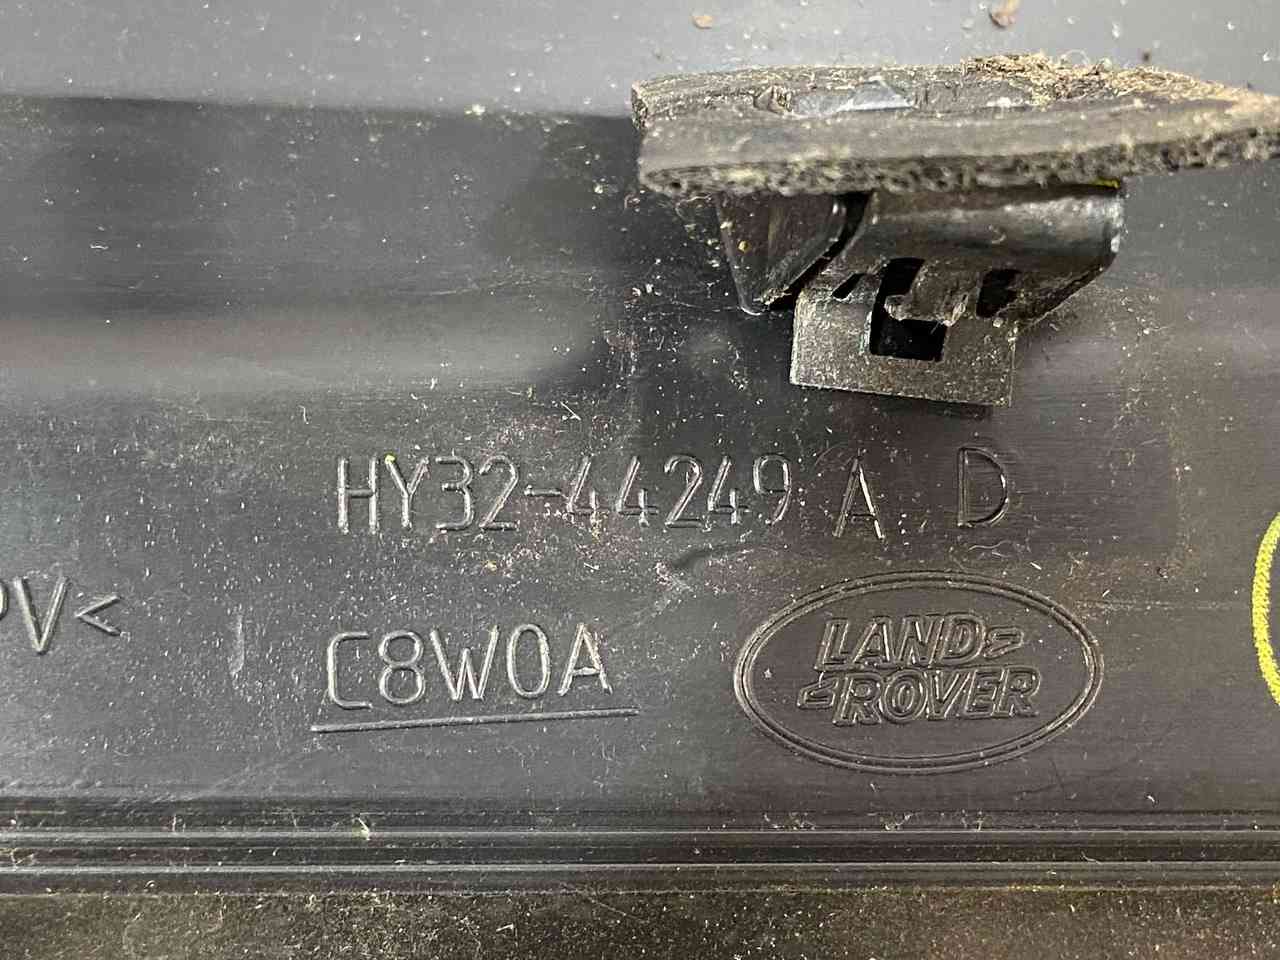 HY32-44249 A D
PV<
C8W0A
LAND
ROVER